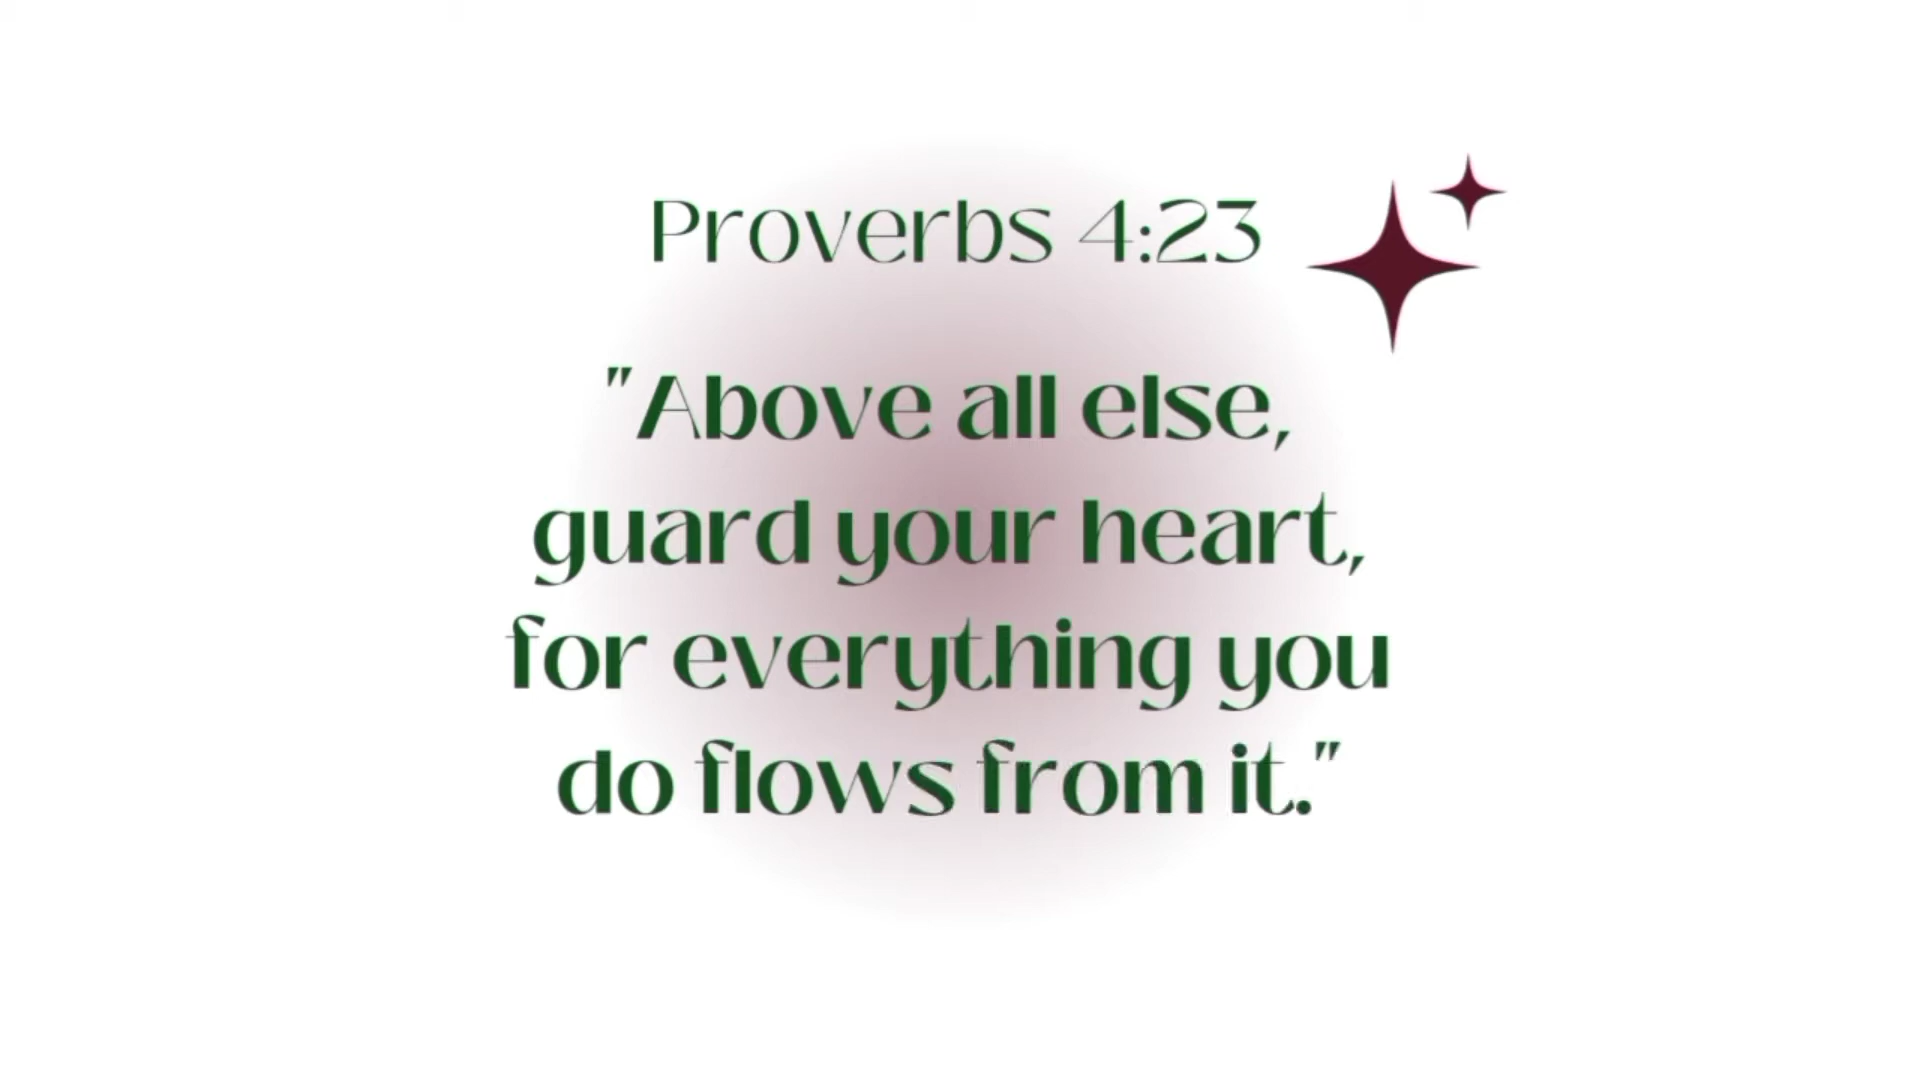 Proverbs 4:23
"Above all else,
guard your heart,
for everything you
do flows from it."